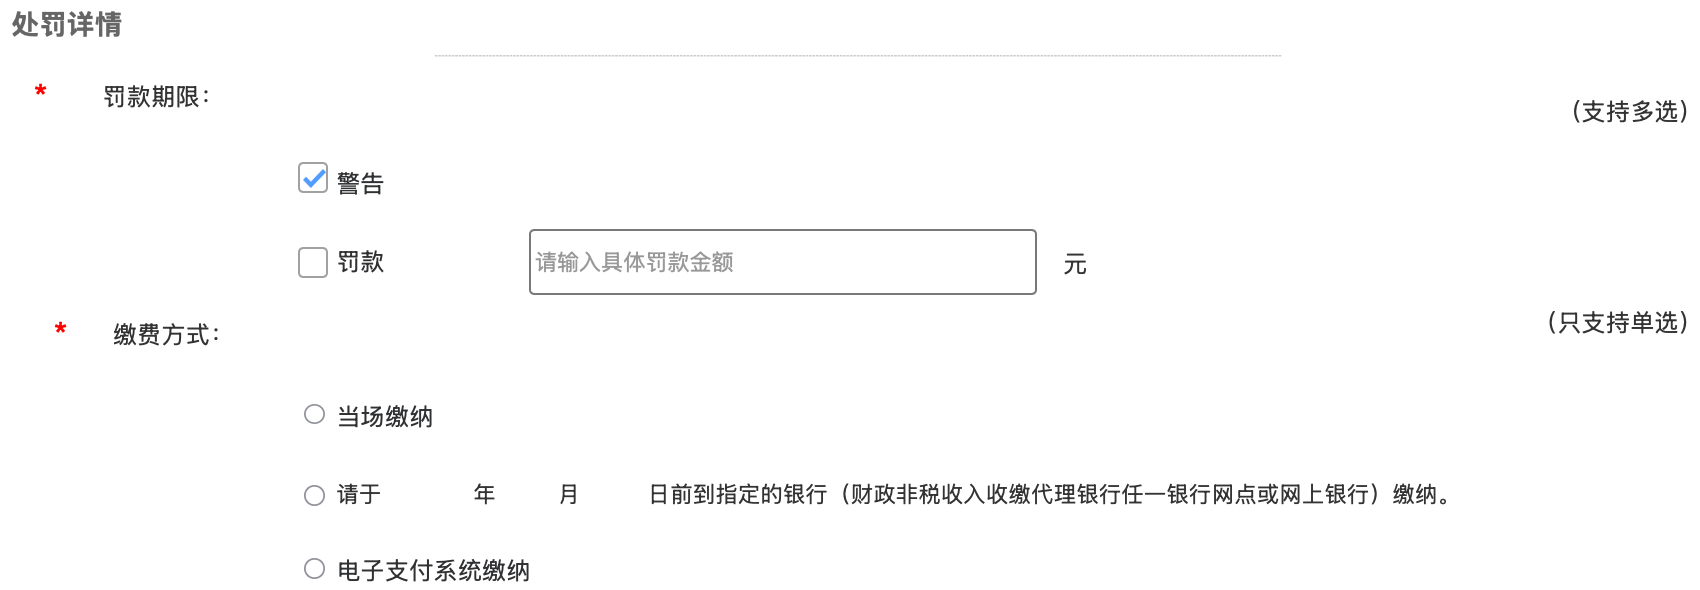 处罚详情
* 罚款期限：
（支持多选）
警告
罚款 请输入具体罚款金额 元
* 缴费方式：
（只支持单选）
当场缴纳
请于 年 月 日前到指定的银行（财政非税收入收缴代理银行任一银行网点或网上银行）缴纳。
电子支付系统缴纳